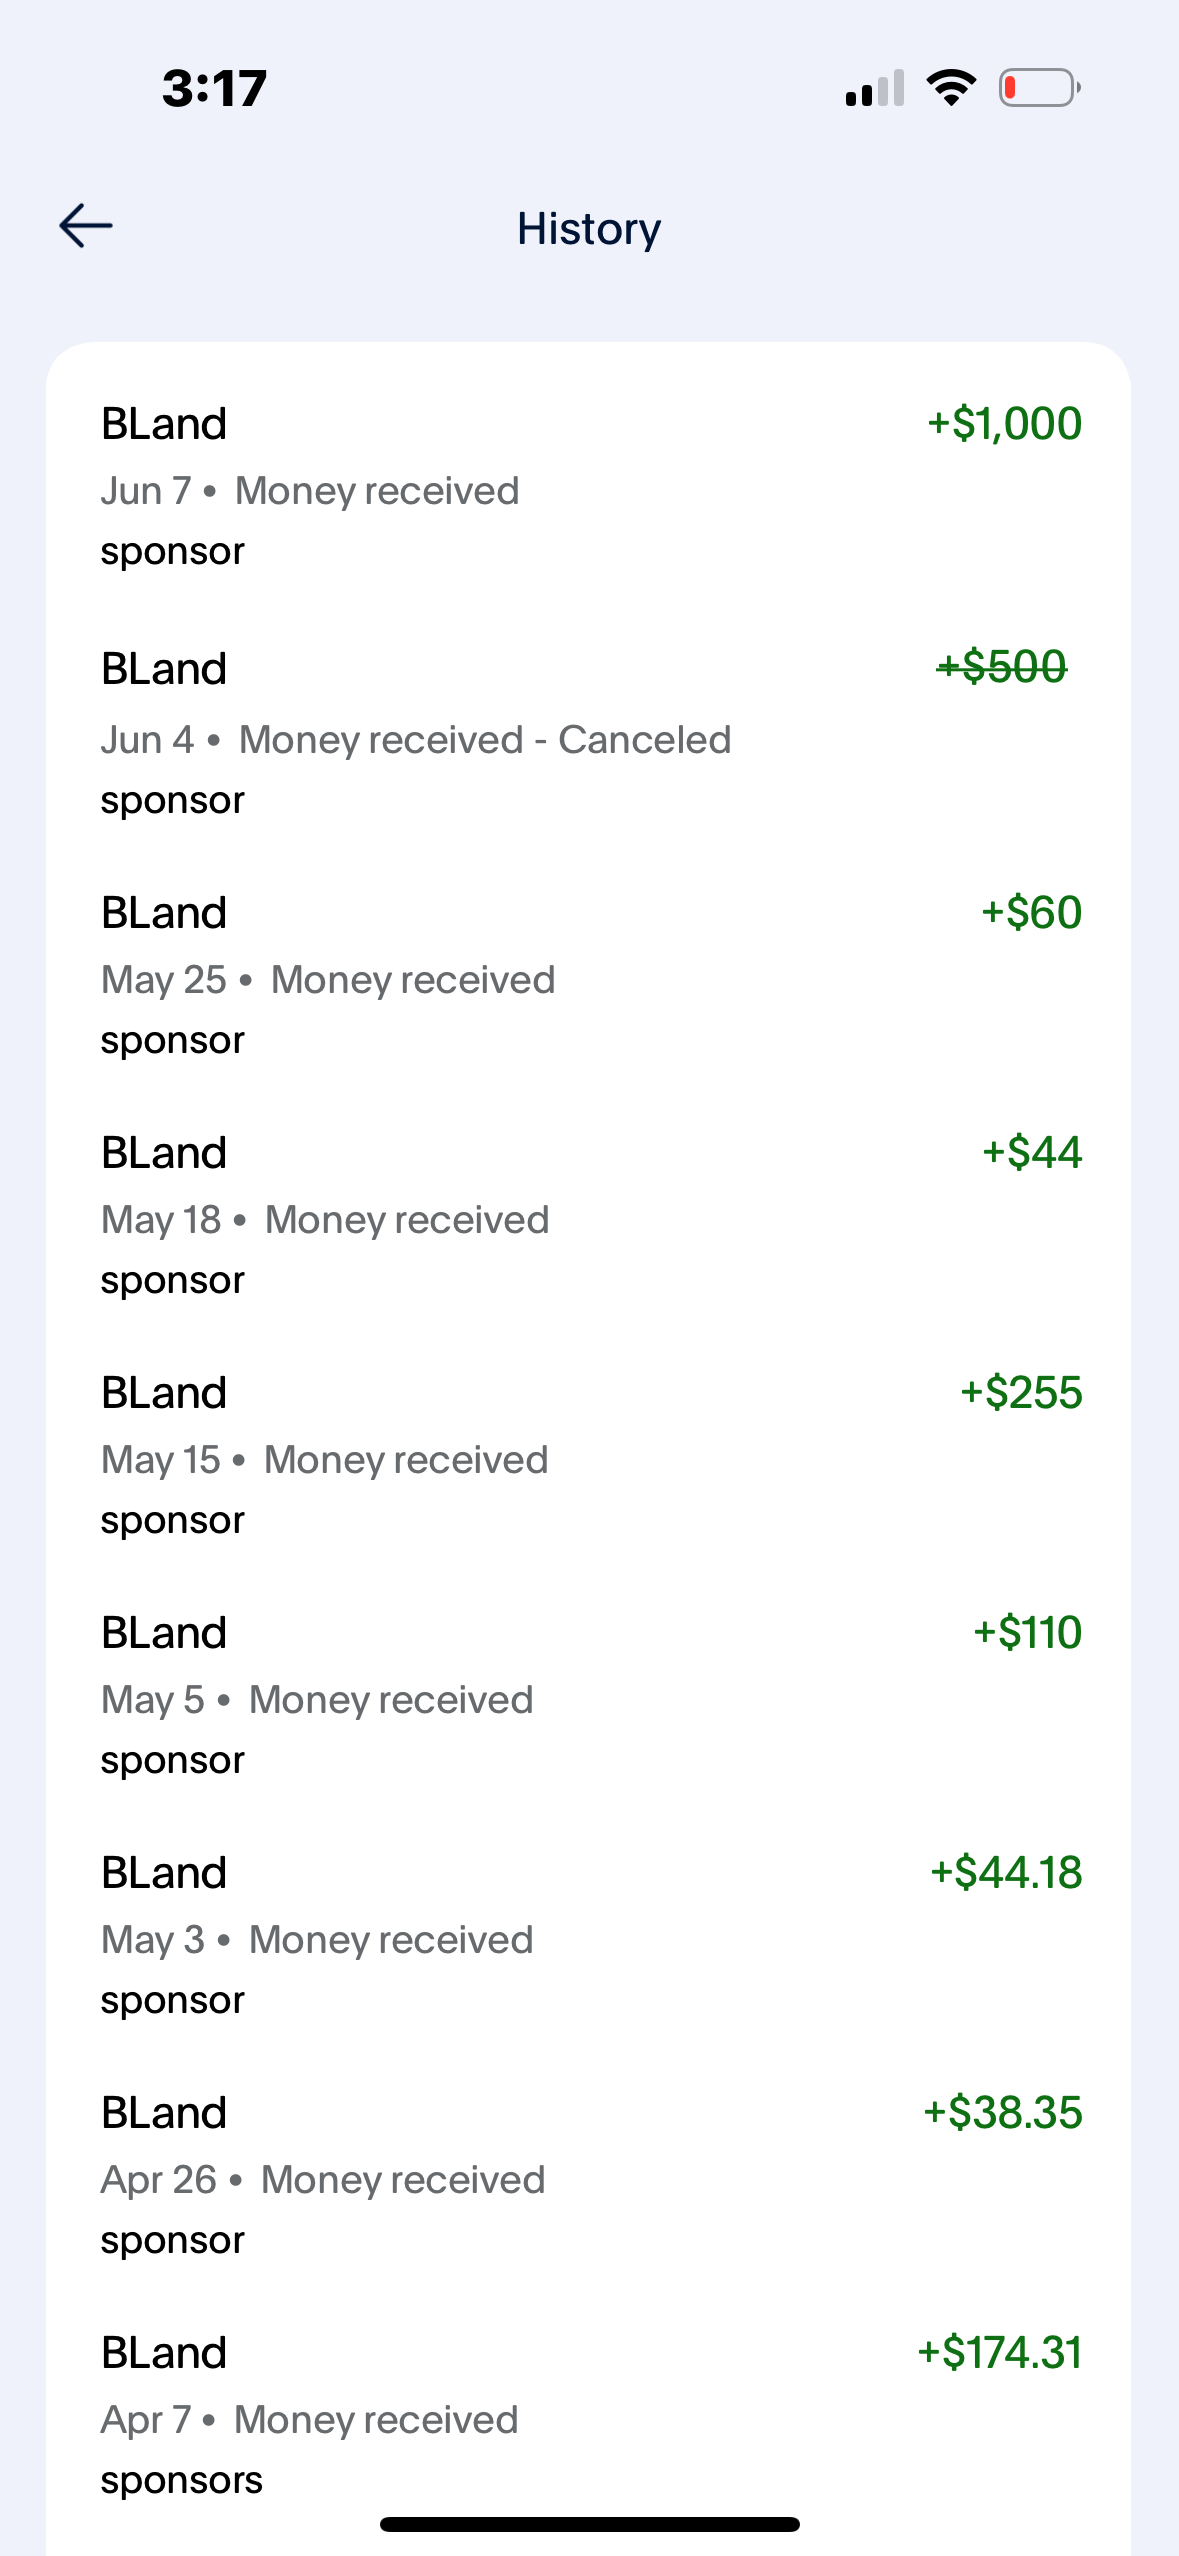 3:17
History
BLand +$1,000
Jun 7 • Money received
sponsor
BLand +$500
Jun 4 • Money received - Canceled
sponsor
BLand +$60
May 25 • Money received
sponsor
BLand +$44
May 18 • Money received
sponsor
BLand +$255
May 15 • Money received
sponsor
BLand +$110
May 5 • Money received
sponsor
BLand +$44.18
May 3 • Money received
sponsor
BLand +$38.35
Apr 26 • Money received
sponsor
BLand +$174.31
Apr 7 • Money received
sponsors